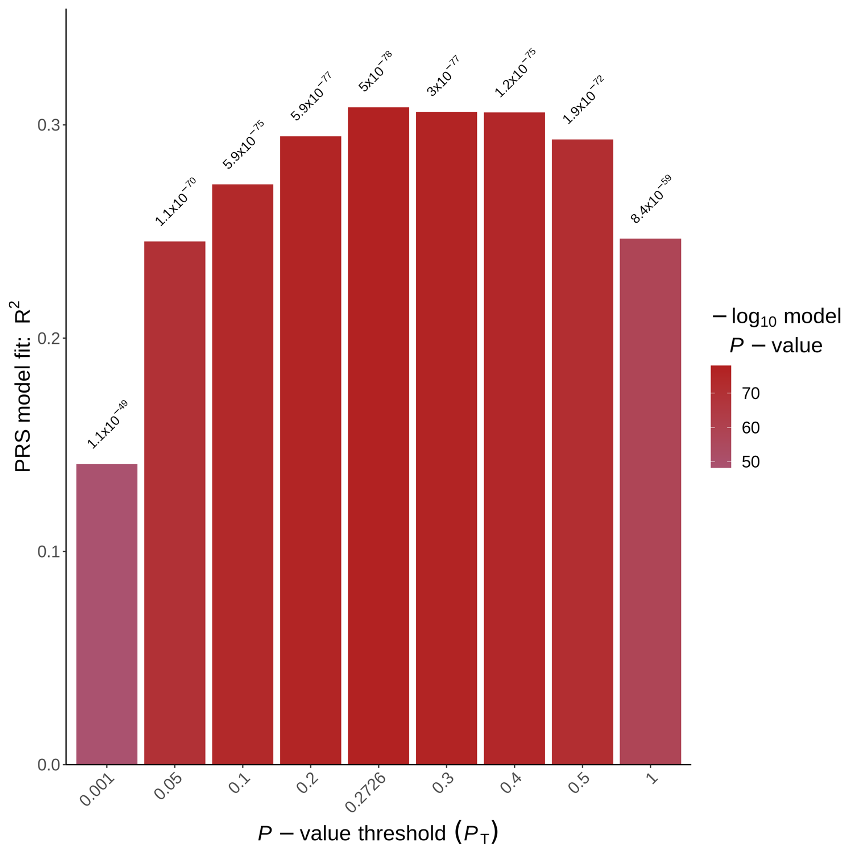 PRS model fit: R²
0.3
0.2
0.1
0.0
1.1x10⁻⁴⁹
1.1x10⁻⁷⁰
5.9x10⁻⁷⁵
5.9x10⁻⁷⁷
5x10⁻⁷⁸
3x10⁻⁷⁷
1.2x10⁻⁷⁵
1.9x10⁻⁷²
8.4x10⁻⁵⁹
0.001
0.05
0.1
0.2
0.2726
0.3
0.4
0.5
1
P − value threshold (P_T)
− log₁₀ model
P − value
70
60
50